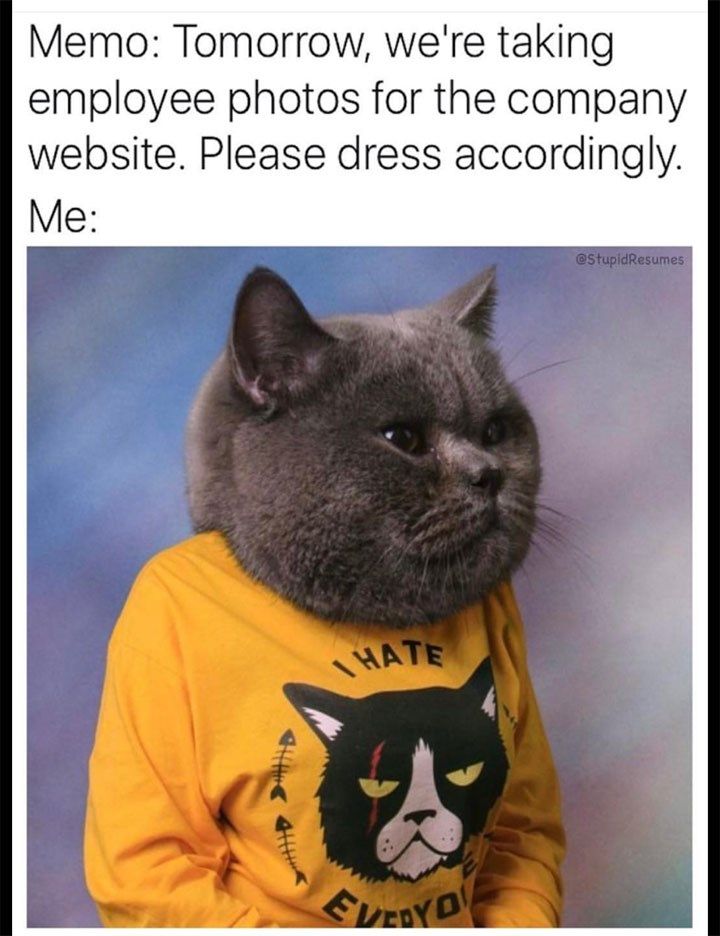 Memo: Tomorrow, we're taking
employee photos for the company
website. Please dress accordingly.
Me:
@StupidResumes
I HATE